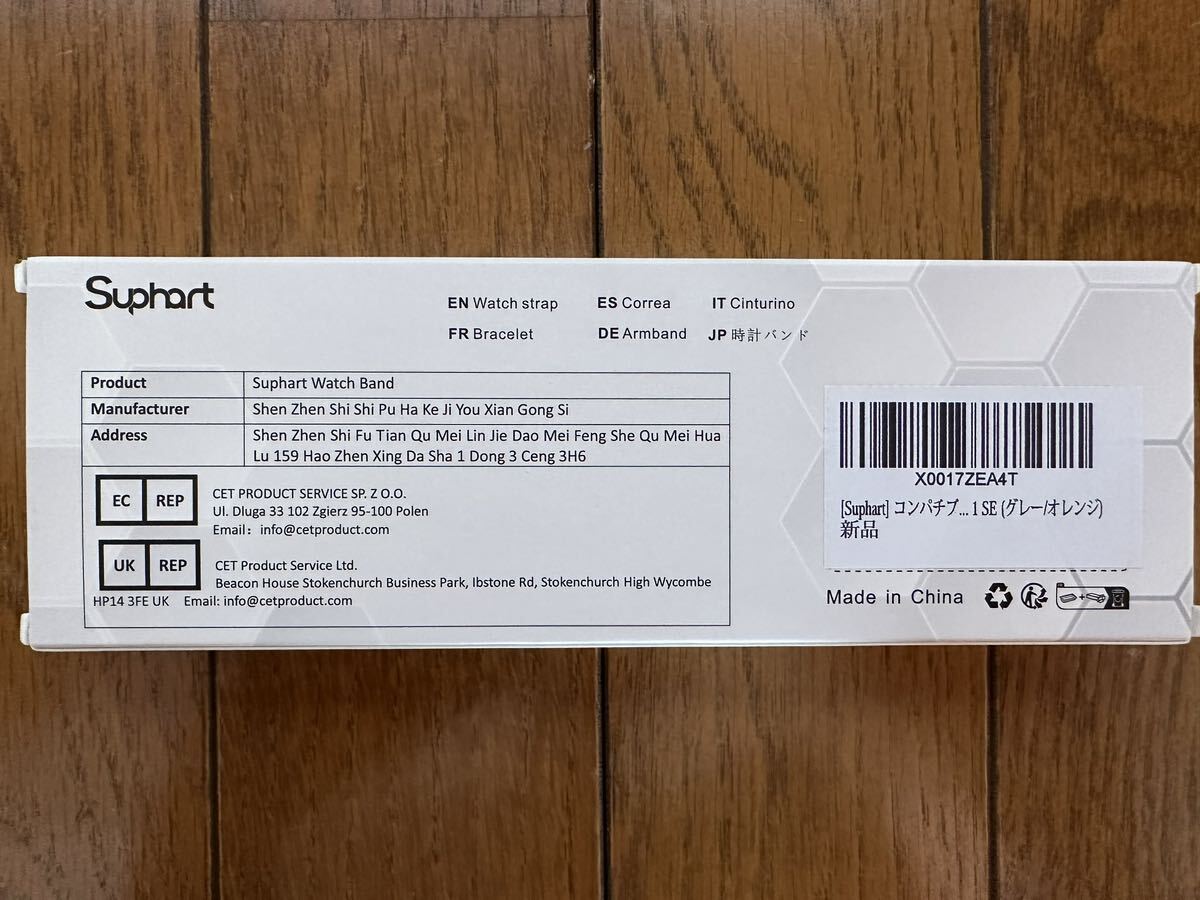 Suphart
EN Watch strap ES Correa IT Cinturino
FR Bracelet DE Armband JP 時計バンド
Product Suphart Watch Band
Manufacturer Shen Zhen Shi Shi Pu Ha Ke Ji You Xian Gong Si
Address Shen Zhen Shi Fu Tian Qu Mei Lin Jie Dao Mei Feng She Qu Mei Hua
Lu 159 Hao Zhen Xing Da Sha 1 Dong 3 Ceng 3H6
EC REP
CET PRODUCT SERVICE SP. Z O.O.
Ul. Dluga 33 102 Zgierz 95-100 Polen
Email: info@cetproduct.com
UK REP
CET Product Service Ltd.
Beacon House Stokenchurch Business Park, Ibstone Rd, Stokenchurch High Wycombe
HP14 3FE UK Email: info@cetproduct.com
X0017ZEA4T
[Suphart] コンパチブ... 1 SE (グレー/オレンジ)
新品
Made in China